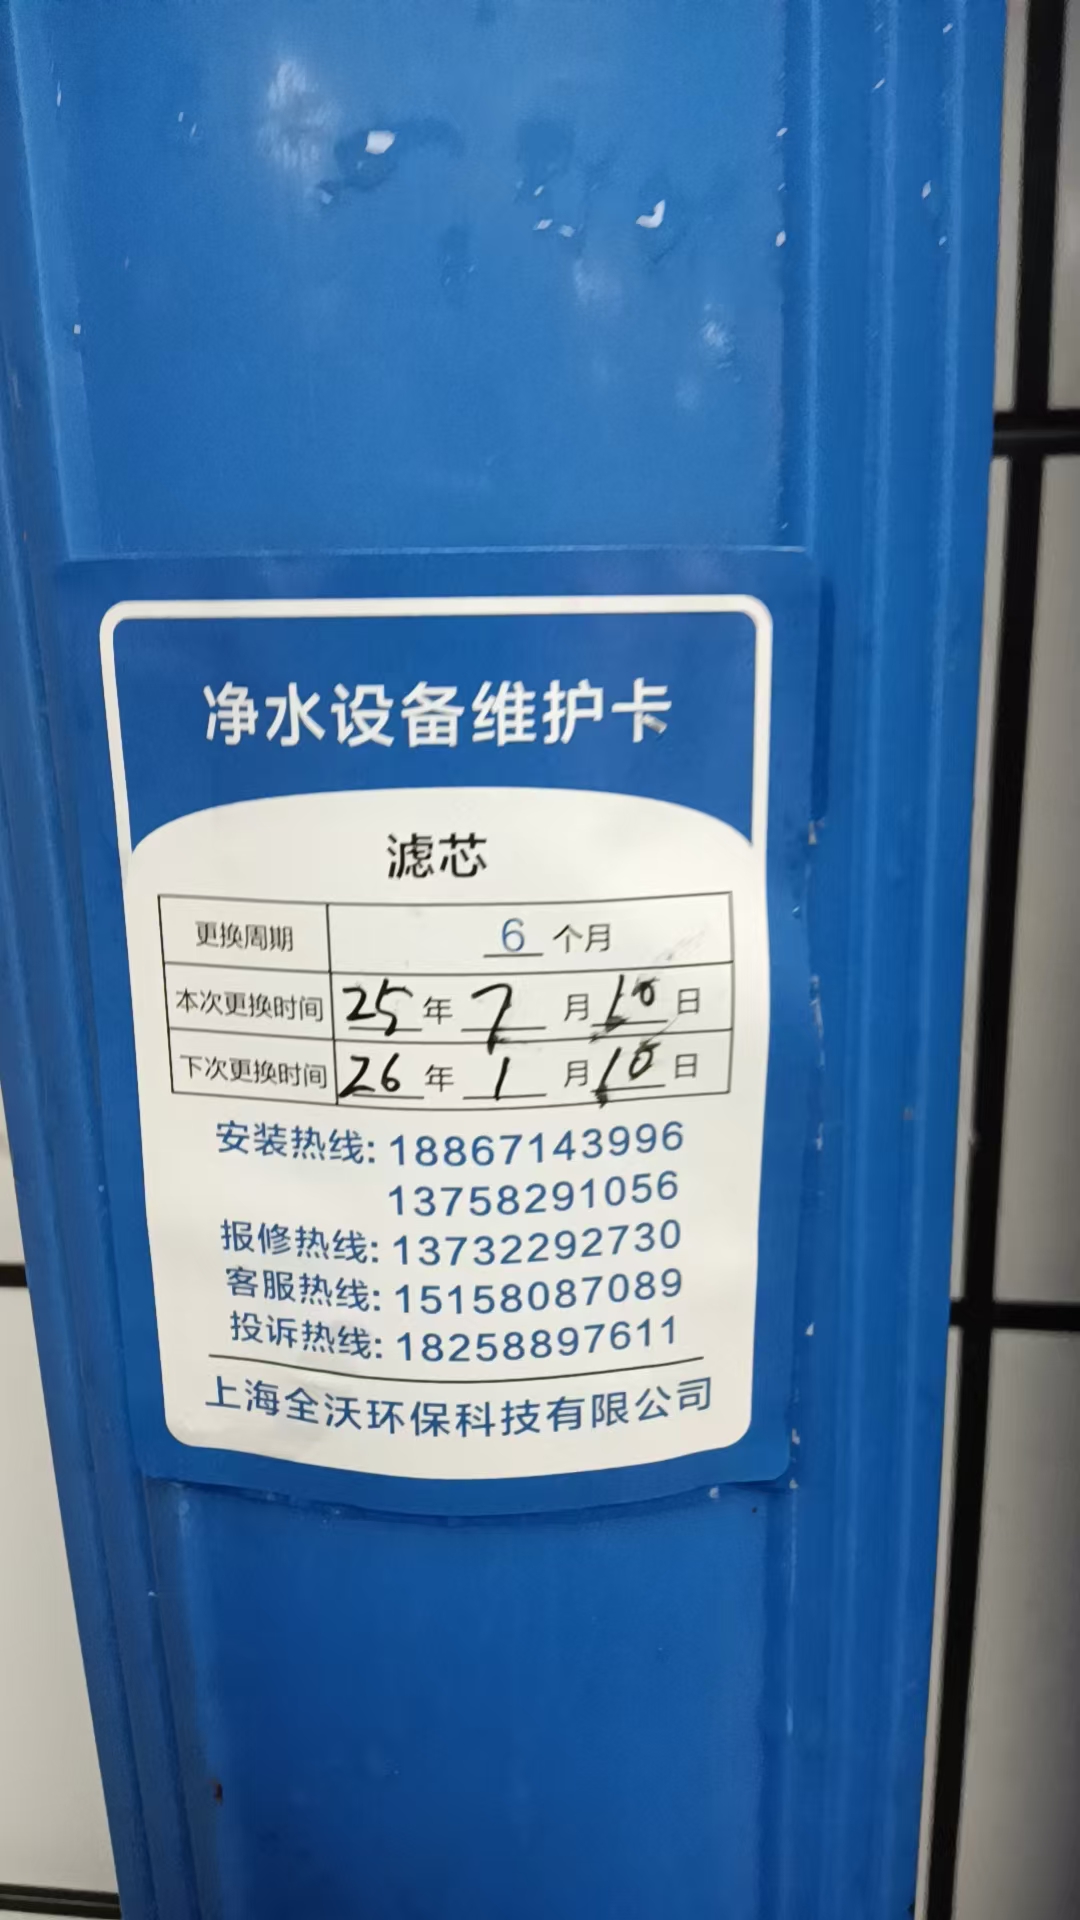 净水设备维护卡
滤芯
更换周期 6 个月
本次更换时间 25 年 7 月 10 日
下次更换时间 26 年 1 月 10 日
安装热线: 18867143996
13758291056
报修热线: 13732292730
客服热线: 15158087089
投诉热线: 18258897611
上海全沃环保科技有限公司